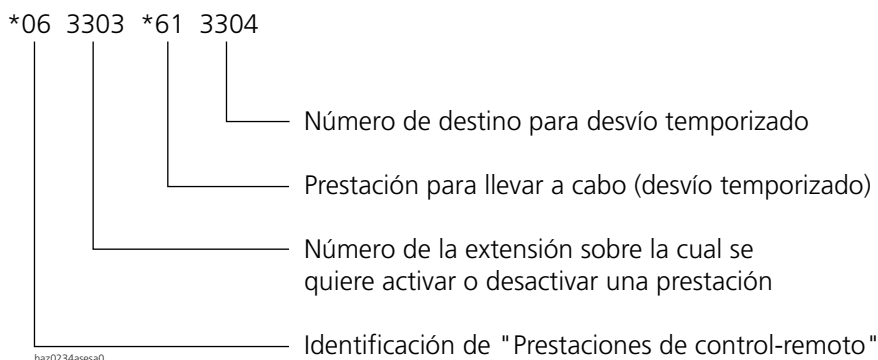 *06 3303 *61 3304
Número de destino para desvío temporizado
Prestación para llevar a cabo (desvío temporizado)
Número de la extensión sobre la cual se
quiere activar o desactivar una prestación
Identificación de "Prestaciones de control-remoto"
haz0234asesa0